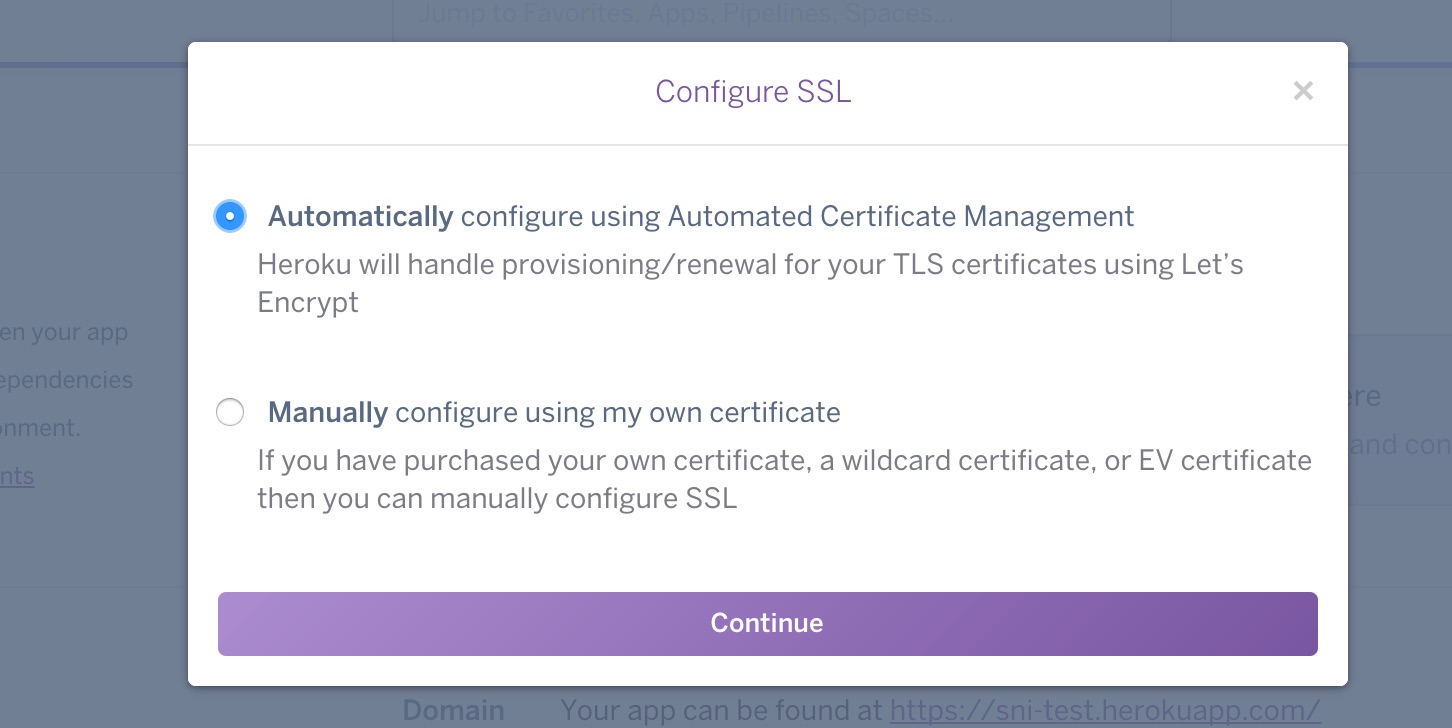 Jump to Favorites, Apps, Pipelines, Spaces...
Configure SSL
Automatically configure using Automated Certificate Management
Heroku will handle provisioning/renewal for your TLS certificates using Let’s
Encrypt
Manually configure using my own certificate
If you have purchased your own certificate, a wildcard certificate, or EV certificate
then you can manually configure SSL
Continue
en your app
ependencies
onment.
nts
ere
and con
Domain Your app can be found at https://sni-test.herokuapp.com/